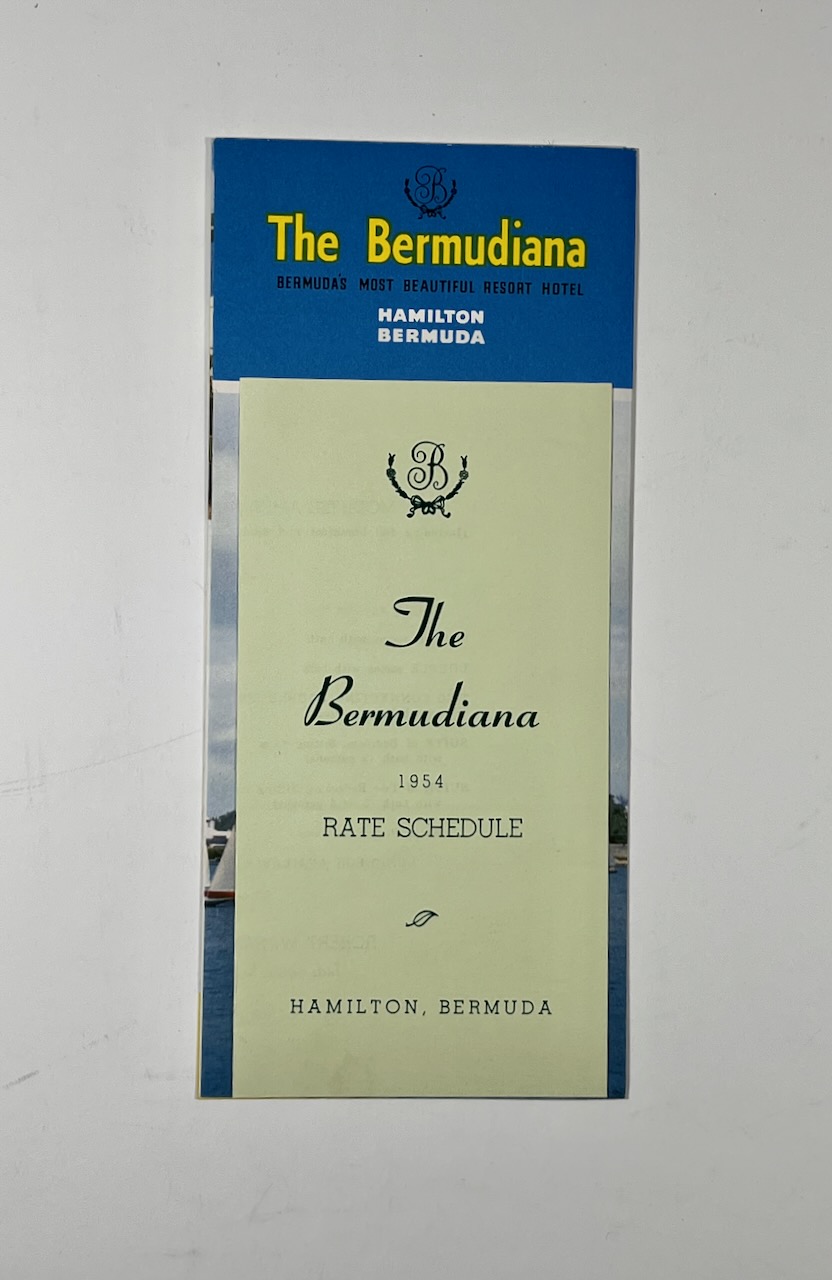 B
The Bermudiana
BERMUDA'S MOST BEAUTIFUL RESORT HOTEL
HAMILTON
BERMUDA
B
The
Bermudiana
1954
RATE SCHEDULE
HAMILTON, BERMUDA